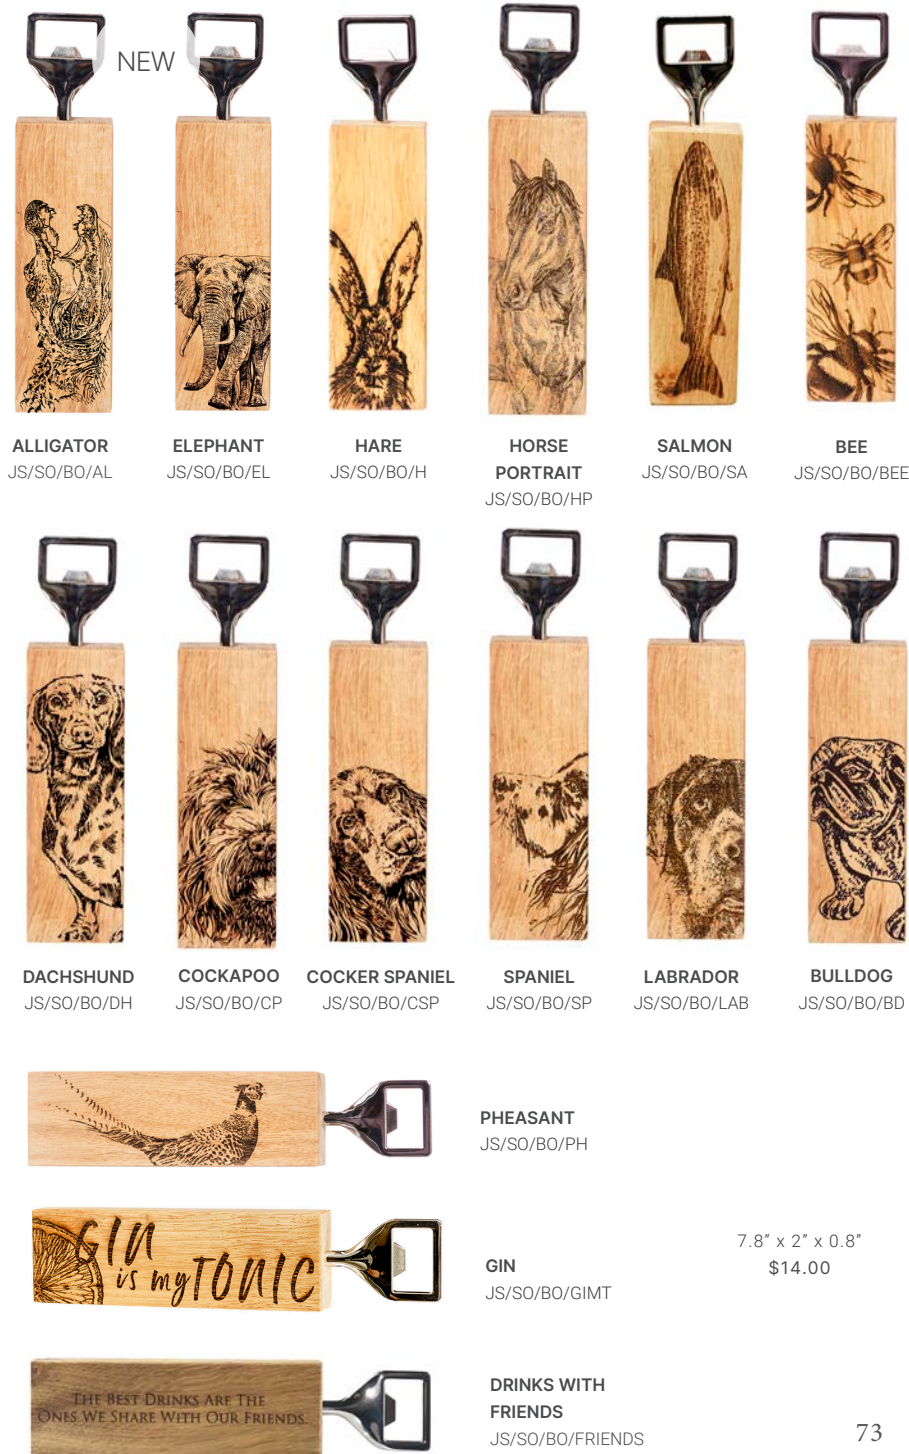 NEW
ALLIGATOR
JS/SO/BO/AL
ELEPHANT
JS/SO/BO/EL
HARE
JS/SO/BO/H
HORSE
PORTRAIT
JS/SO/BO/HP
SALMON
JS/SO/BO/SA
BEE
JS/SO/BO/BEE
DACHSHUND
JS/SO/BO/DH
COCKAPOO
JS/SO/BO/CP
COCKER SPANIEL
JS/SO/BO/CSP
SPANIEL
JS/SO/BO/SP
LABRADOR
JS/SO/BO/LAB
BULLDOG
JS/SO/BO/BD
PHEASANT
JS/SO/BO/PH
GIN
is my TONIC
GIN
JS/SO/BO/GIMT
7.8” x 2” x 0.8”
$14.00
THE BEST DRINKS ARE THE
ONES WE SHARE WITH OUR FRIENDS.
DRINKS WITH
FRIENDS
JS/SO/BO/FRIENDS
73